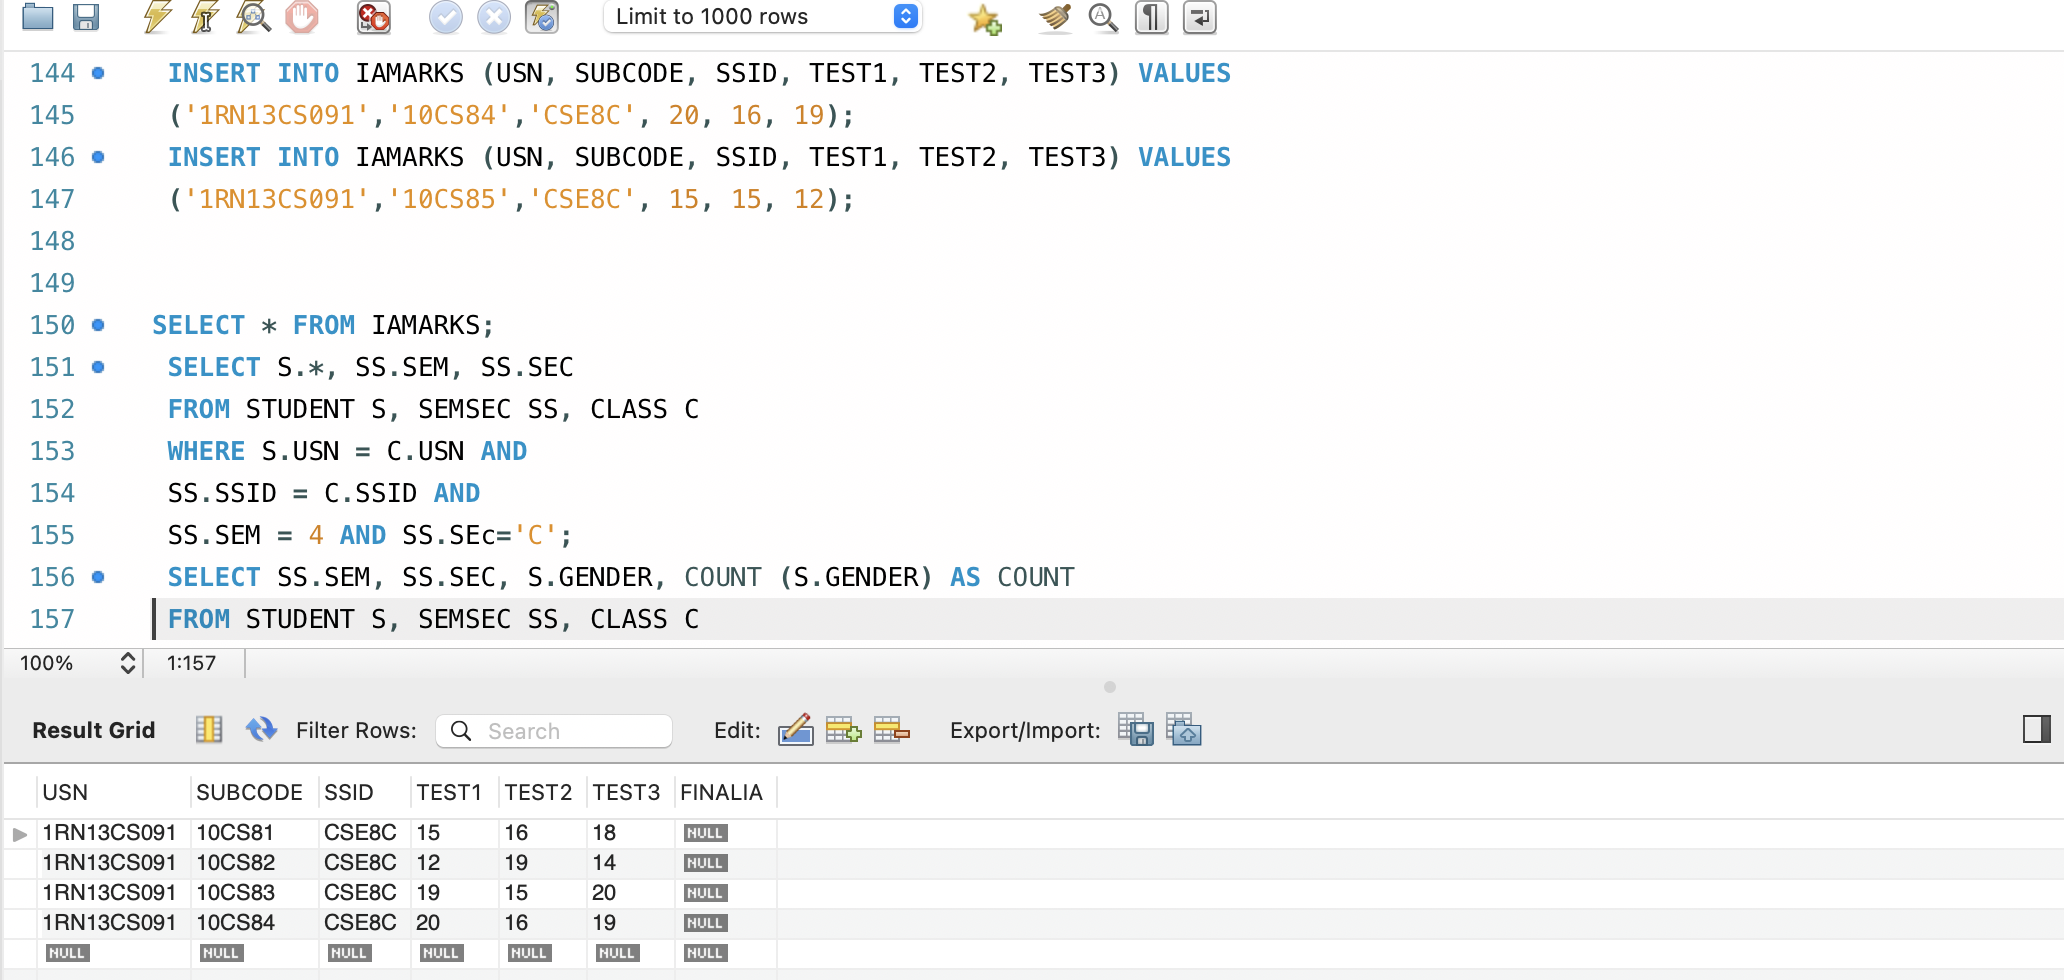 Limit to 1000 rows
144 INSERT INTO IAMARKS (USN, SUBCODE, SSID, TEST1, TEST2, TEST3) VALUES
145 ('1RN13CS091','10CS84','CSE8C', 20, 16, 19);
146 INSERT INTO IAMARKS (USN, SUBCODE, SSID, TEST1, TEST2, TEST3) VALUES
147 ('1RN13CS091','10CS85','CSE8C', 15, 15, 12);
148
149
150 SELECT * FROM IAMARKS;
151 SELECT S.*, SS.SEM, SS.SEC
152 FROM STUDENT S, SEMSEC SS, CLASS C
153 WHERE S.USN = C.USN AND
154 SS.SSID = C.SSID AND
155 SS.SEM = 4 AND SS.SEc='C';
156 SELECT SS.SEM, SS.SEC, S.GENDER, COUNT (S.GENDER) AS COUNT
157 FROM STUDENT S, SEMSEC SS, CLASS C
100% 1:157
Result Grid Filter Rows: Search Edit: Export/Import:
USN SUBCODE SSID TEST1 TEST2 TEST3 FINALIA
1RN13CS091 10CS81 CSE8C 15 16 18 NULL
1RN13CS091 10CS82 CSE8C 12 19 14 NULL
1RN13CS091 10CS83 CSE8C 19 15 20 NULL
1RN13CS091 10CS84 CSE8C 20 16 19 NULL
NULL NULL NULL NULL NULL NULL NULL